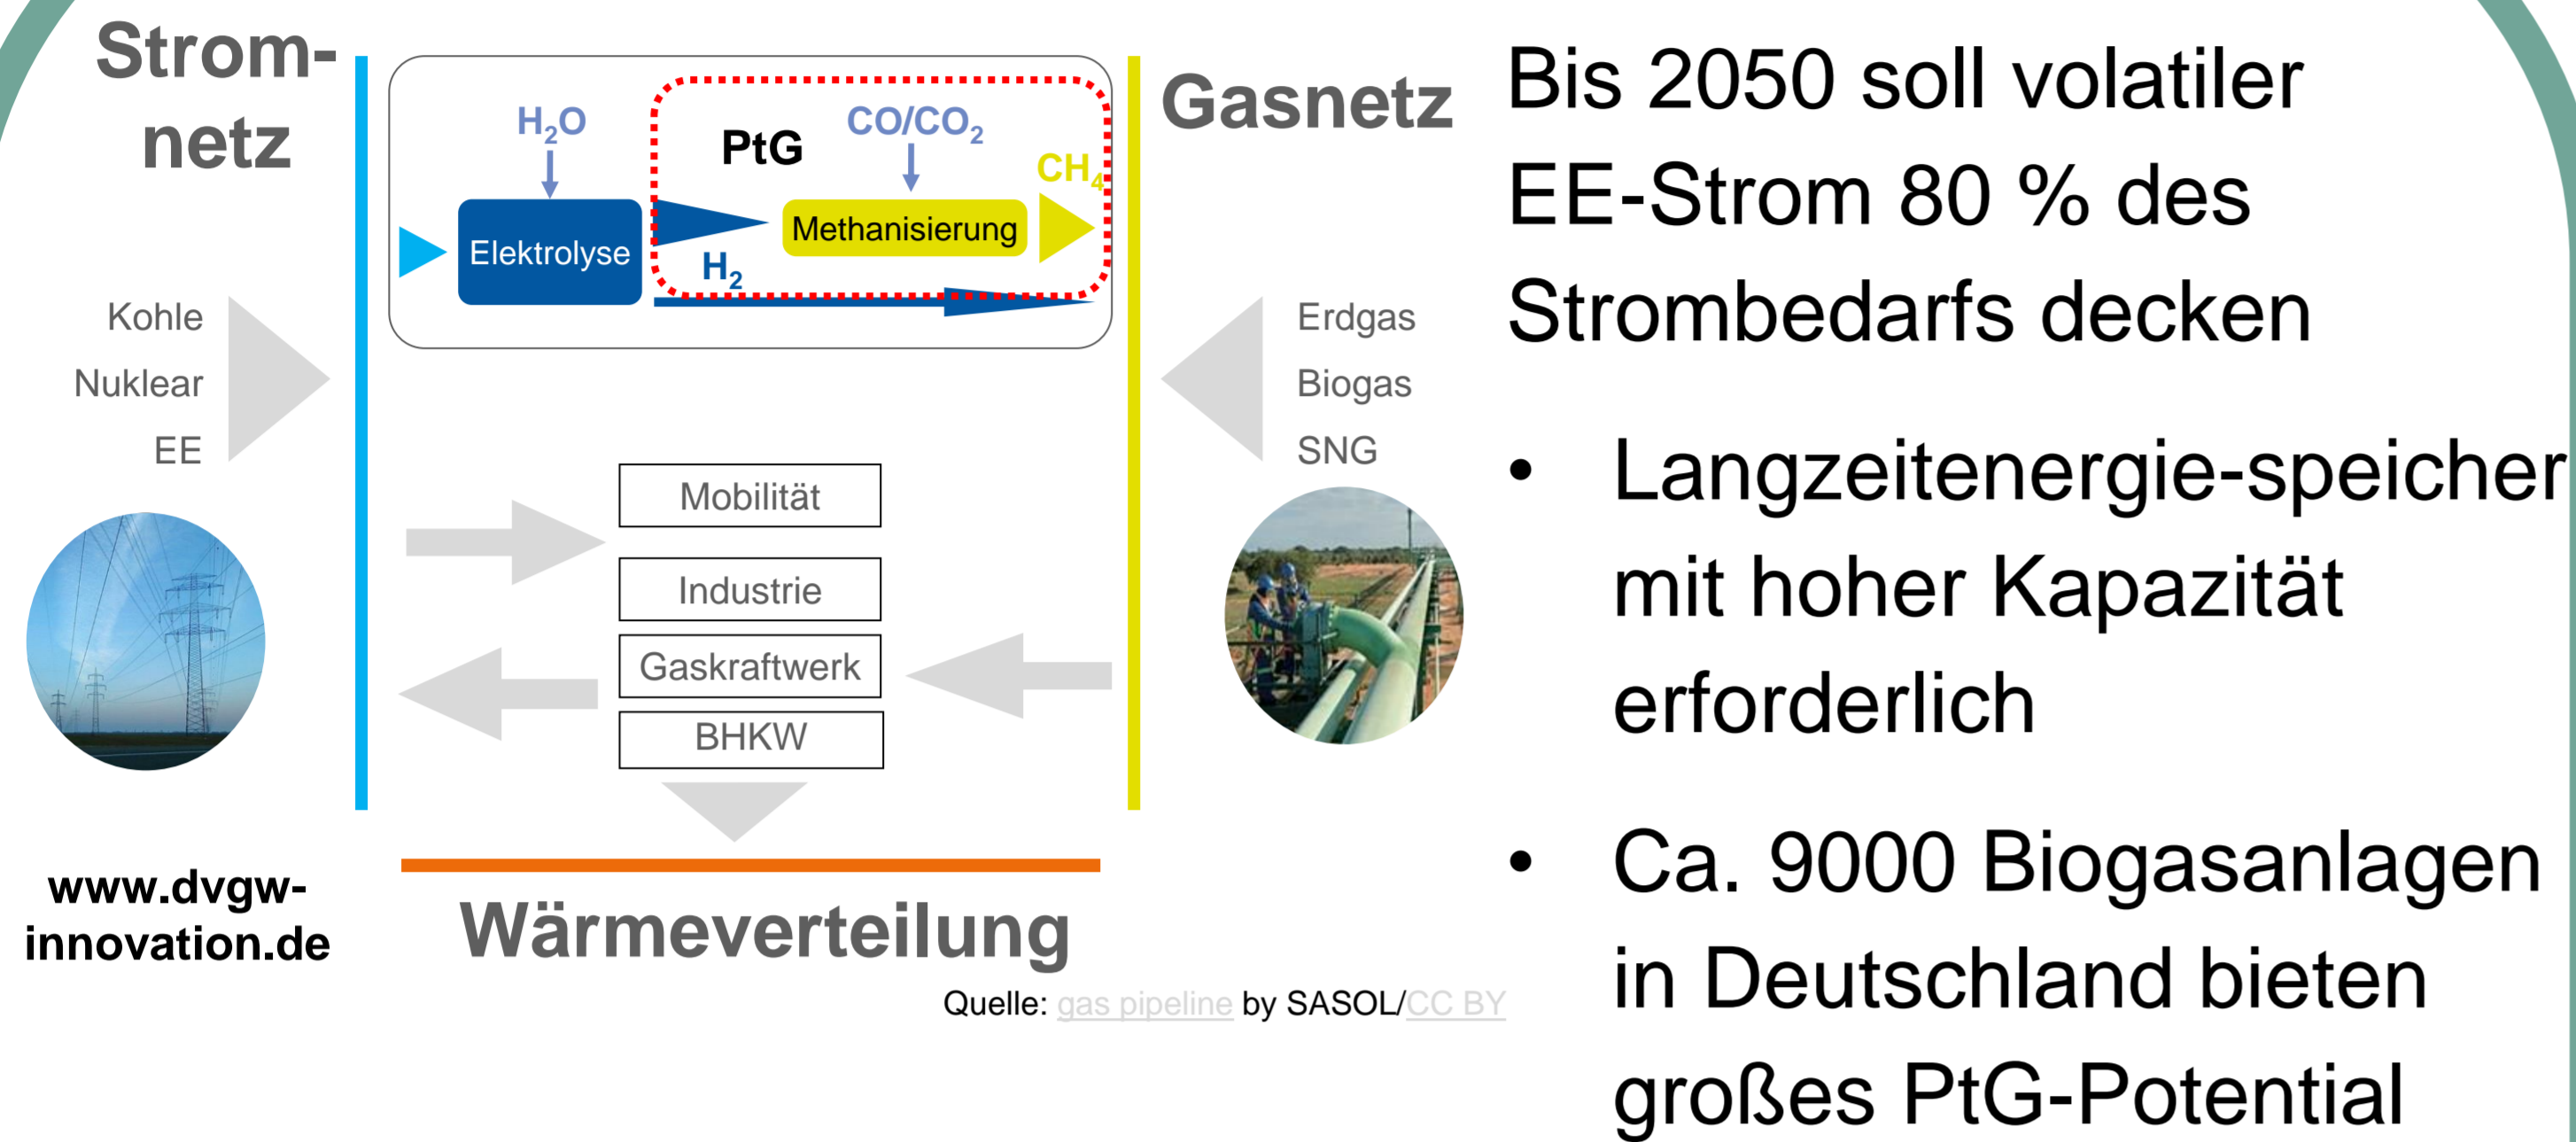 Strom-
netz
H₂O
PtG
CO/CO₂
CH₄
Elektrolyse
Methanisierung
H₂
Gasnetz
Kohle
Nuklear
EE
Erdgas
Biogas
SNG
Mobilität
Industrie
Gaskraftwerk
BHKW
www.dvgw-
innovation.de
Wärmeverteilung
Quelle: gas pipeline by SASOL/CC BY
Bis 2050 soll volatiler
EE-Strom 80 % des
Strombedarfs decken
• Langzeitenergie-speicher
mit hoher Kapazität
erforderlich
• Ca. 9000 Biogasanlagen
in Deutschland bieten
großes PtG-Potential